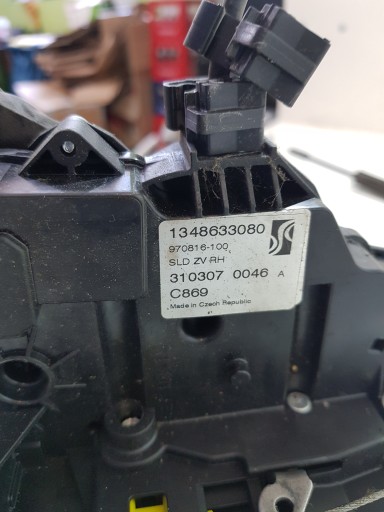 1348633080
970816-100
SLD ZV RH
310307 0046 A
C869
Made in Czech Republic